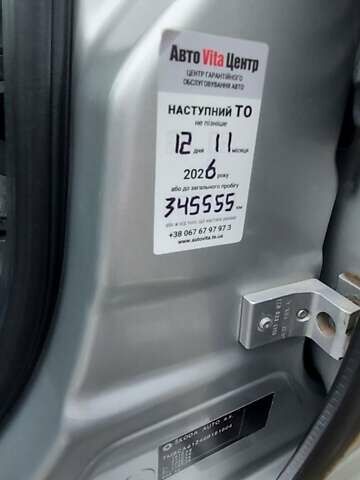 Авто Vita Центр
ЦЕНТР ГАРАНТІЙНОГО
ОБСЛУГОВУВАННЯ АВТО
НАСТУПНИЙ ТО
не пізніше
12 дня 11 місяця
2026 року
або до загального пробігу
345555 км
+38 067 67 97 97 3
www.autovita.te.ua
ŠKODA AUTO a.s.